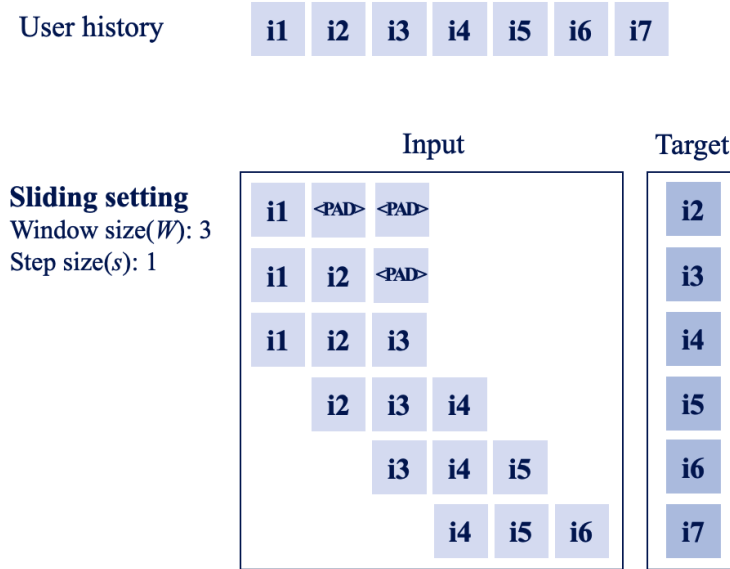 User history i1 i2 i3 i4 i5 i6 i7
Input Target
Sliding setting
Window size(W): 3
Step size(s): 1
i1 <PAD> <PAD> i2
i1 i2 <PAD> i3
i1 i2 i3 i4
i2 i3 i4 i5
i3 i4 i5 i6
i4 i5 i6 i7